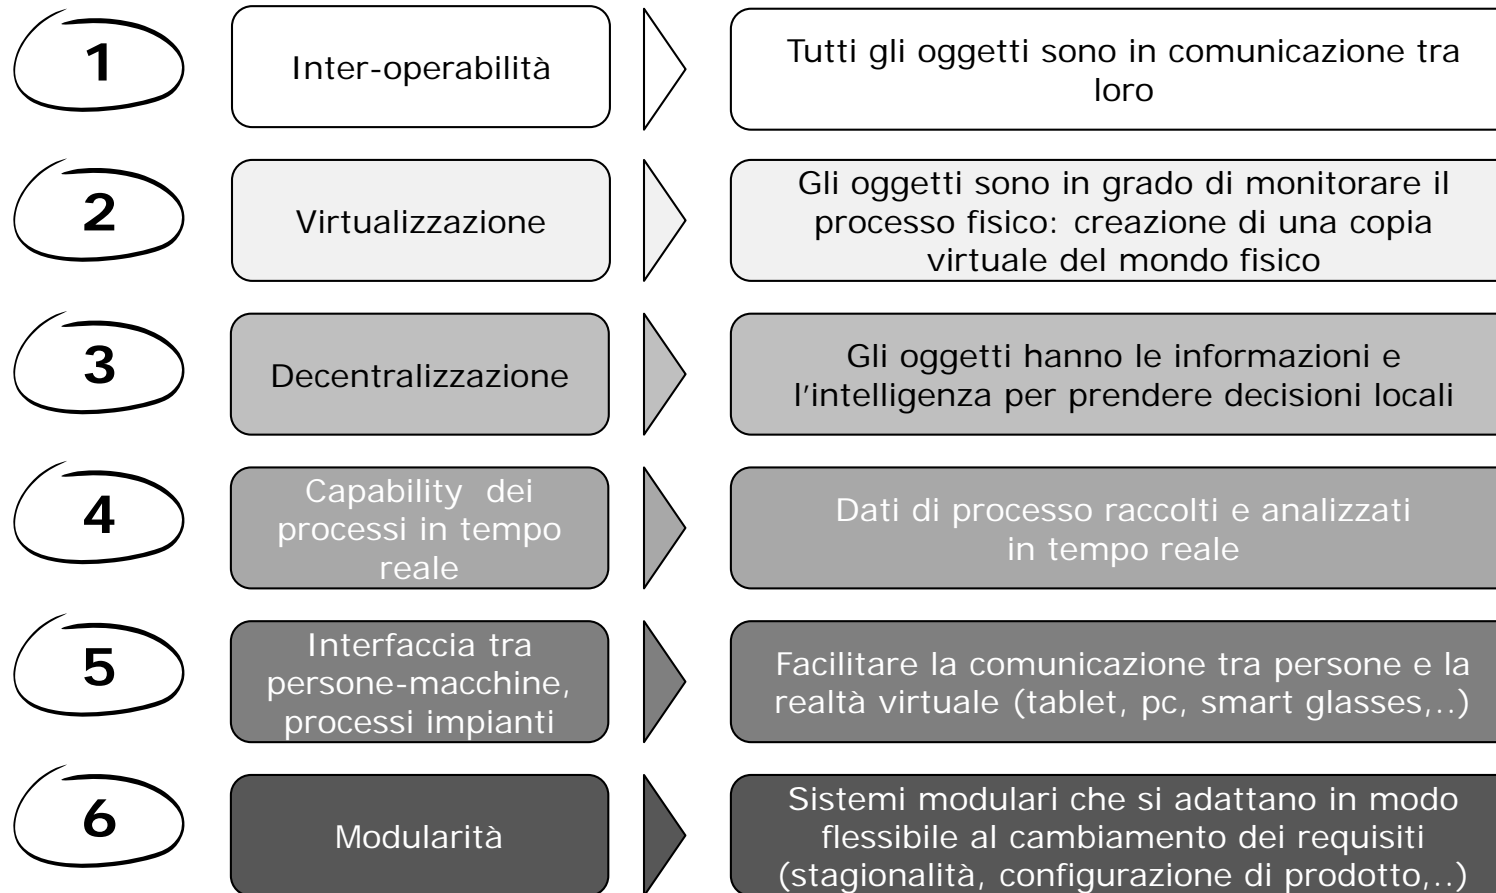 1
Inter-operabilità
Tutti gli oggetti sono in comunicazione tra
loro
2
Virtualizzazione
Gli oggetti sono in grado di monitorare il
processo fisico: creazione di una copia
virtuale del mondo fisico
3
Decentralizzazione
Gli oggetti hanno le informazioni e
l'intelligenza per prendere decisioni locali
4
Capability dei
processi in tempo
reale
Dati di processo raccolti e analizzati
in tempo reale
5
Interfaccia tra
persone-macchine,
processi impianti
Facilitare la comunicazione tra persone e la
realtà virtuale (tablet, pc, smart glasses,..)
6
Modularità
Sistemi modulari che si adattano in modo
flessibile al cambiamento dei requisiti
(stagionalità, configurazione di prodotto,..)